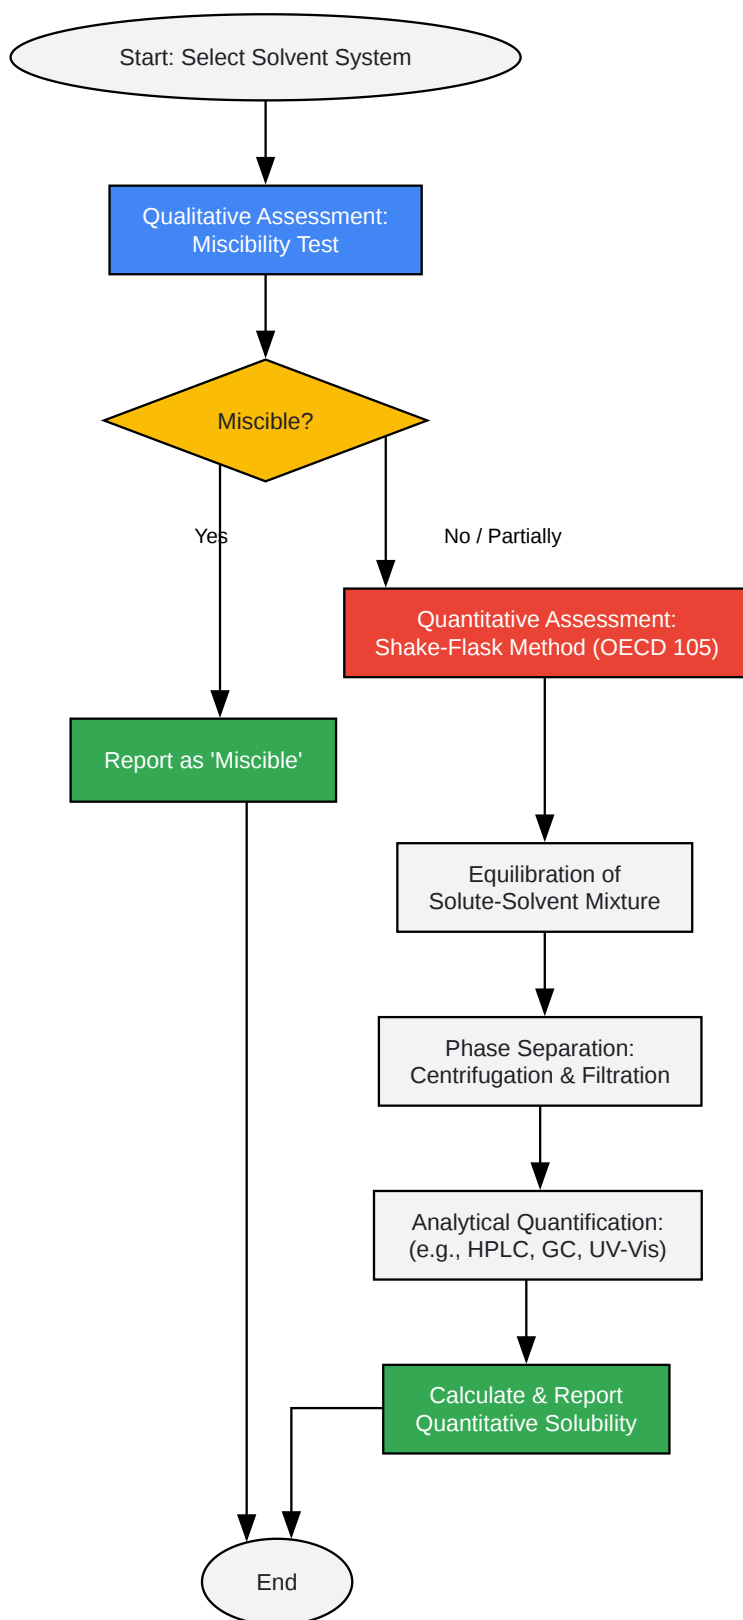 Start: Select Solvent System
Qualitative Assessment:
Miscibility Test
Miscible?
Yes
No / Partially
Quantitative Assessment:
Shake-Flask Method (OECD 105)
Report as 'Miscible'
Equilibration of
Solute-Solvent Mixture
Phase Separation:
Centrifugation & Filtration
Analytical Quantification:
(e.g., HPLC, GC, UV-Vis)
Calculate & Report
Quantitative Solubility
End